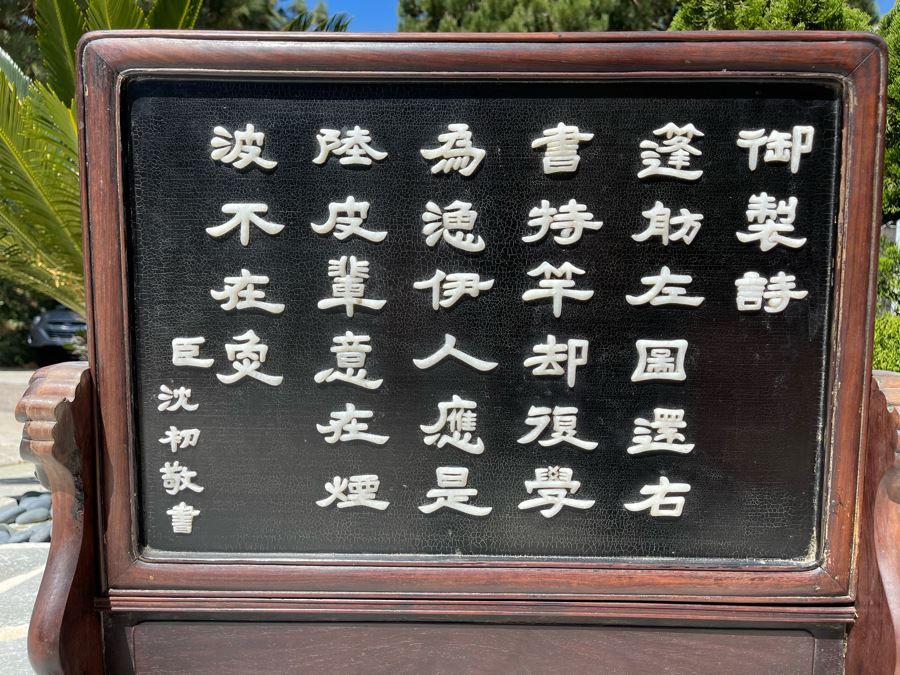 御製詩
蓬舫左圖還右
書持竿却復學
為漁伊人應是
陸皮輩意在煙
波不在魚
臣沈初敬書